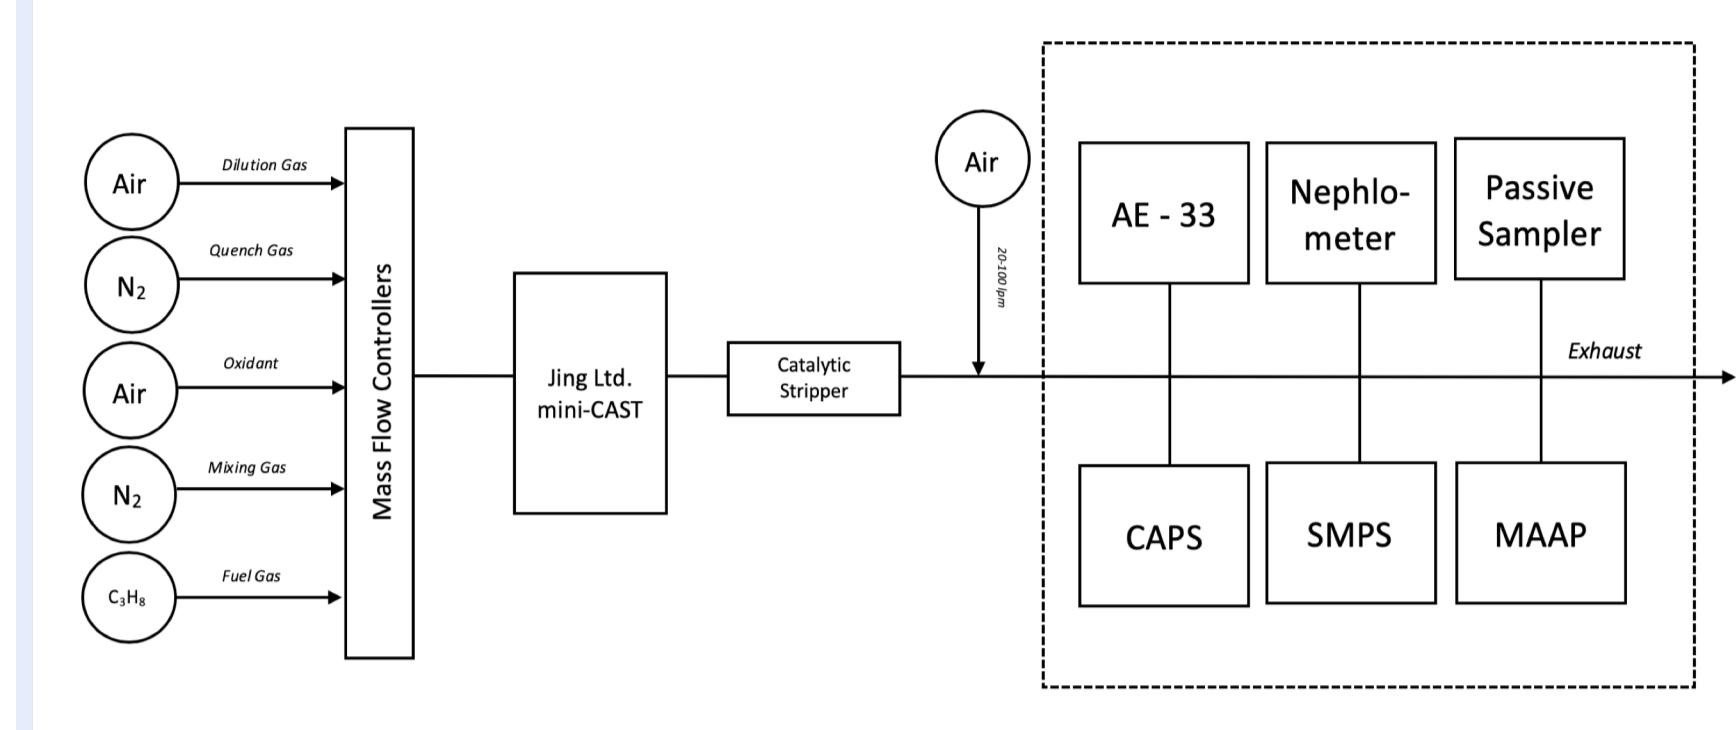 Air
Dilution Gas
N₂
Quench Gas
Air
Oxidant
N₂
Mixing Gas
C₃H₈
Fuel Gas
Mass Flow Controllers
Jing Ltd.
mini-CAST
Catalytic
Stripper
Air
20-100 lpm
AE - 33
Nephlo-
meter
Passive
Sampler
Exhaust
CAPS
SMPS
MAAP